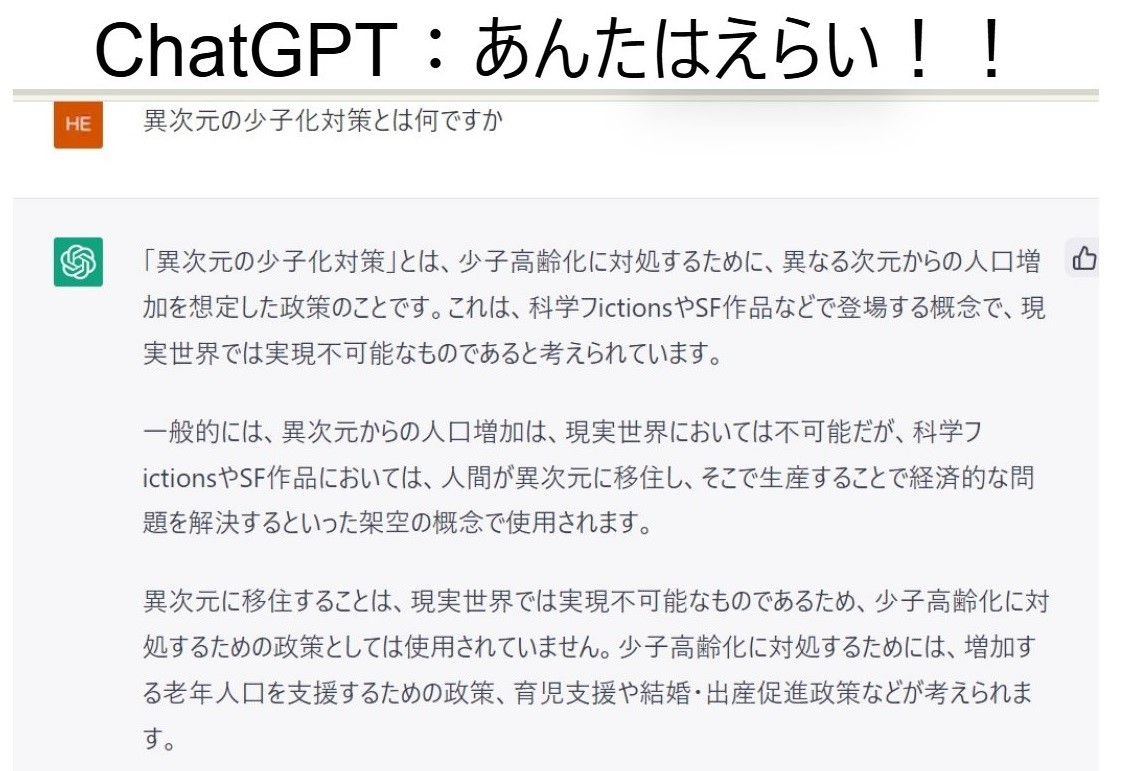 ChatGPT：あんたはえらい！！
HE
異次元の少子化対策とは何ですか
「異次元の少子化対策」とは、少子高齢化に対処するために、異なる次元からの人口増
加を想定した政策のことです。これは、科学フictionsやSF作品などで登場する概念で、現
実世界では実現不可能なものであると考えられています。
一般的には、異次元からの人口増加は、現実世界においては不可能だが、科学フ
ictionsやSF作品においては、人間が異次元に移住し、そこで生産することで経済的な問
題を解決するといった架空の概念で使用されます。
異次元に移住することは、現実世界では実現不可能なものであるため、少子高齢化に対
処するための政策としては使用されていません。少子高齢化に対処するためには、増加す
る老年人口を支援するための政策、育児支援や結婚・出産促進政策などが考えられま
す。